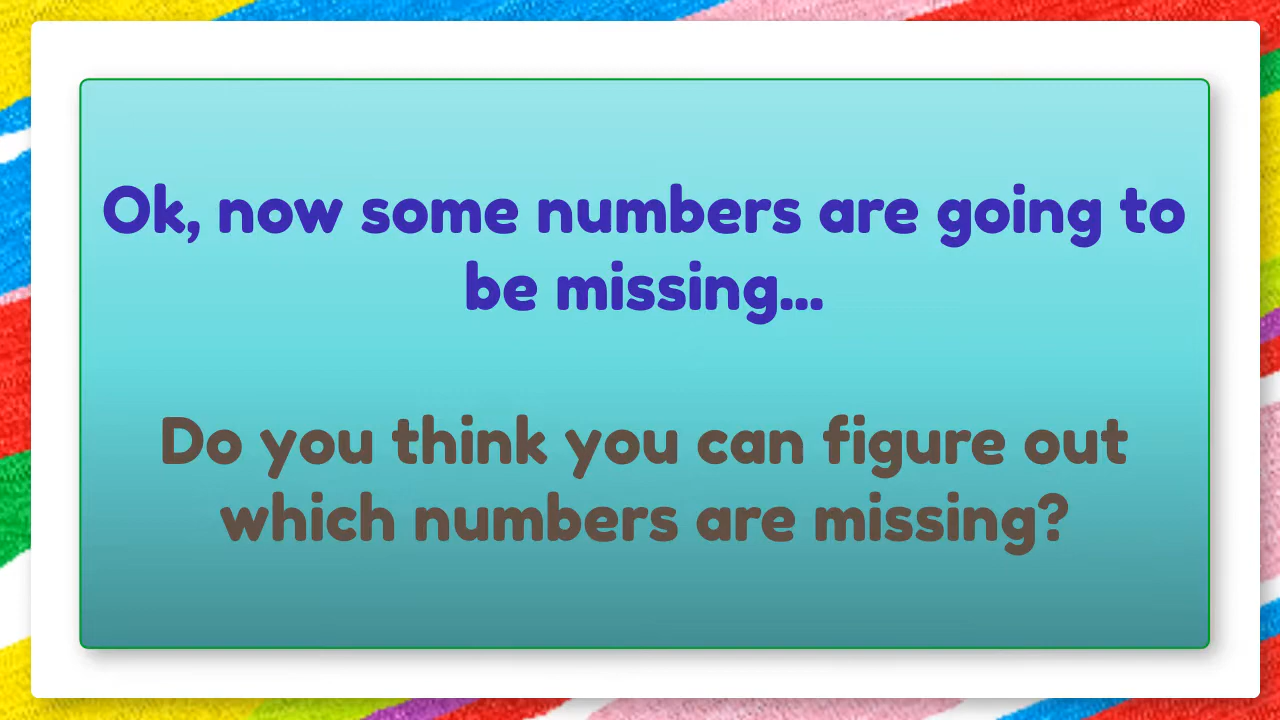 Ok, now some numbers are going to
be missing...
Do you think you can figure out
which numbers are missing?